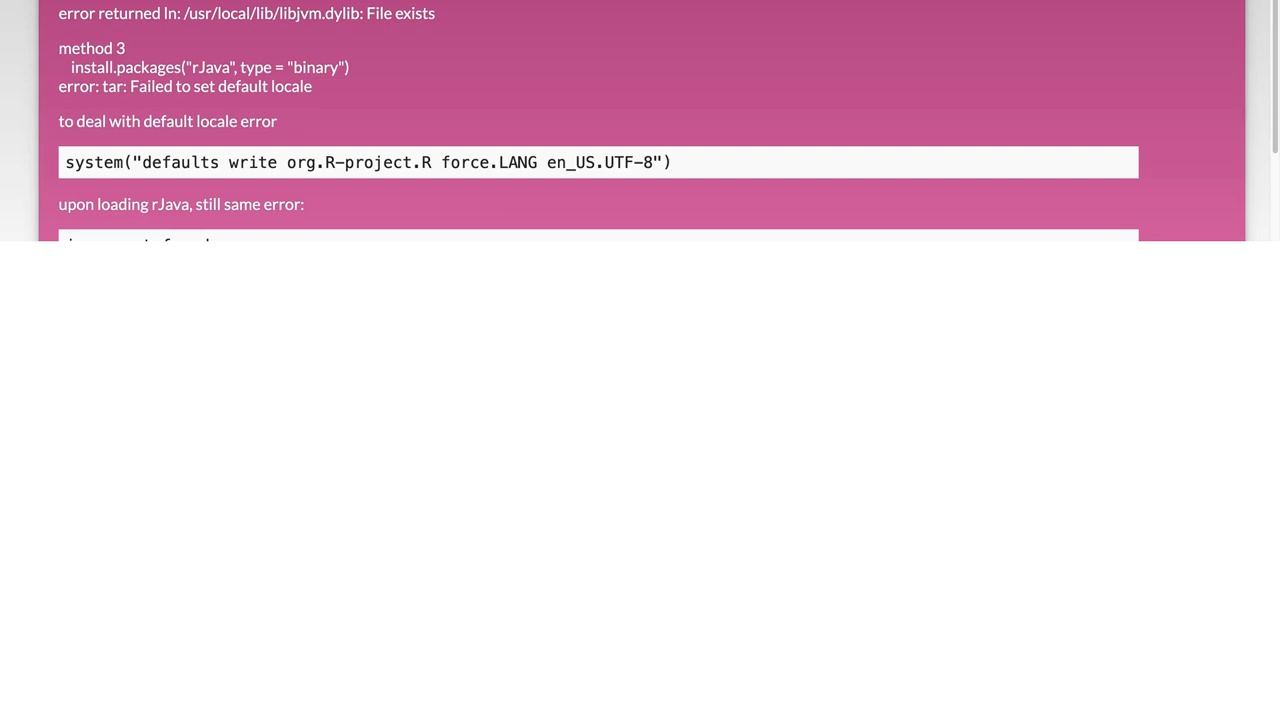 error returned ln: /usr/local/lib/libjvm.dylib: File exists
method 3
install.packages("rJava", type = "binary")
error: tar: Failed to set default locale
to deal with default locale error
system("defaults write org.R-project.R force.LANG en_US.UTF-8")
upon loading rJava, still same error: